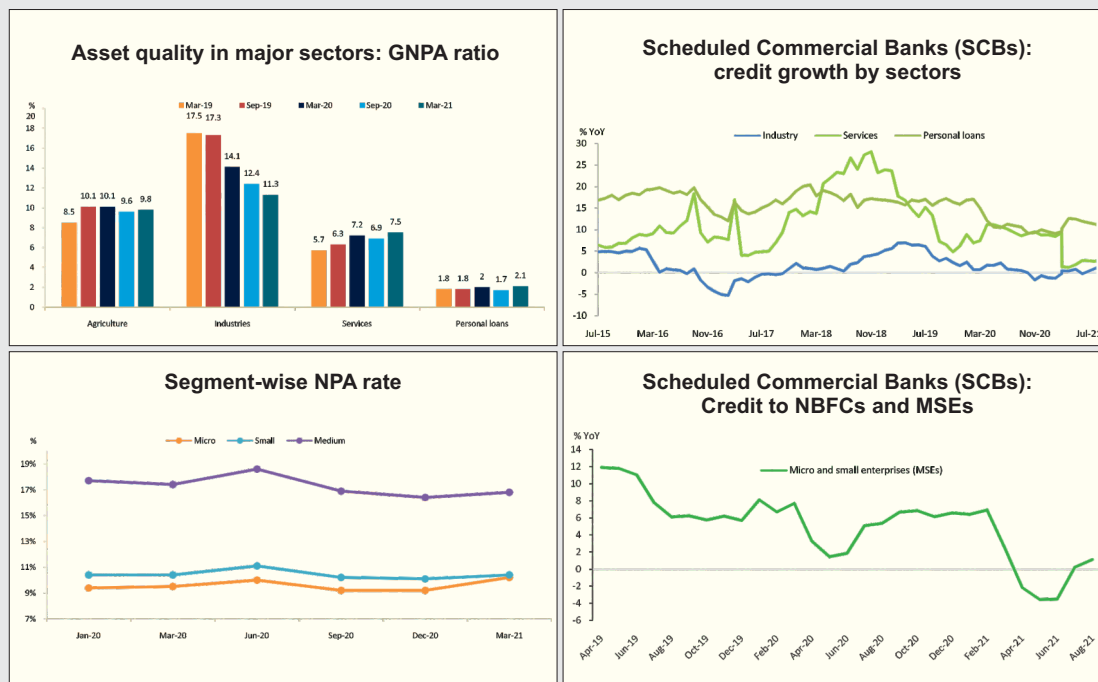 Asset quality in major sectors: GNPA ratio
%
Mar-19 Sep-19 Mar-20 Sep-20 Mar-21
20
18
16
14
12
10
8
6
4
2
0
8.5 10.1 10.1 9.6 9.8
17.5 17.3 14.1 12.4 11.3
5.7 6.3 7.2 6.9 7.5
1.8 1.8 2 1.7 2.1
Agriculture Industries Services Personal loans
Scheduled Commercial Banks (SCBs):
credit growth by sectors
% YoY
Industry Services Personal loans
30
25
20
15
10
5
0
-5
-10
Jul-15 Mar-16 Nov-16 Jul-17 Mar-18 Nov-18 Jul-19 Mar-20 Nov-20 Jul-21
Segment-wise NPA rate
%
Micro Small Medium
19%
17%
15%
13%
11%
9%
7%
Jan-20 Mar-20 Jun-20 Sep-20 Dec-20 Mar-21
Scheduled Commercial Banks (SCBs):
Credit to NBFCs and MSEs
% YoY
Micro and small enterprises (MSEs)
14
12
10
8
6
4
2
0
-2
-4
-6
Apr-19 Jun-19 Aug-19 Oct-19 Dec-19 Feb-20 Apr-20 Jun-20 Aug-20 Oct-20 Dec-20 Feb-21 Apr-21 Jun-21 Aug-21